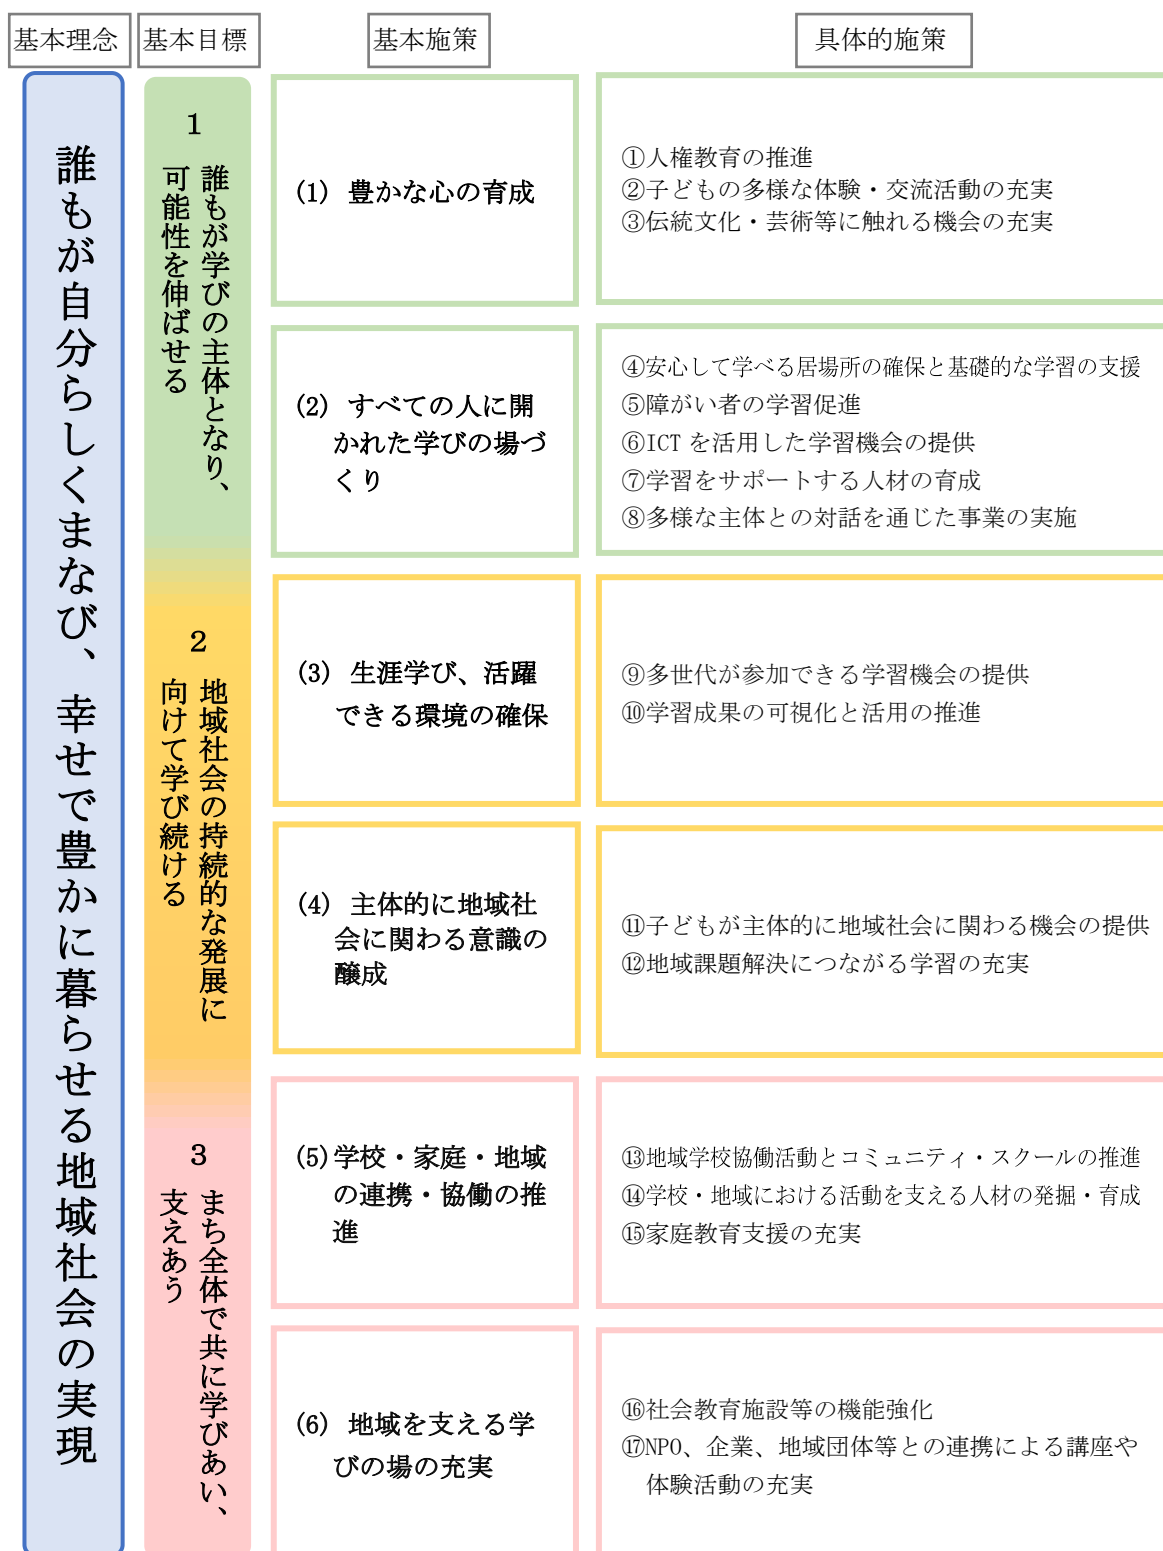 基本理念
基本目標
基本施策
具体的施策
誰もが自分らしくまなび、幸せで豊かに暮らせる地域社会の実現
1
誰もが学びの主体となり、
可能性を伸ばせる
(1) 豊かな心の育成
①人権教育の推進
②子どもの多様な体験・交流活動の充実
③伝統文化・芸術等に触れる機会の充実
(2) すべての人に開
かれた学びの場づ
くり
④安心して学べる居場所の確保と基礎的な学習の支援
⑤障がい者の学習促進
⑥ICT を活用した学習機会の提供
⑦学習をサポートする人材の育成
⑧多様な主体との対話を通じた事業の実施
2
地域社会の持続的な発展に
向けて学び続ける
(3) 生涯学び、活躍
できる環境の確保
⑨多世代が参加できる学習機会の提供
⑩学習成果の可視化と活用の推進
(4) 主体的に地域社
会に関わる意識の
醸成
⑪子どもが主体的に地域社会に関わる機会の提供
⑫地域課題解決につながる学習の充実
3
まち全体で共に学びあい、
支えあう
(5)学校・家庭・地域
の連携・協働の推
進
⑬地域学校協働活動とコミュニティ・スクールの推進
⑭学校・地域における活動を支える人材の発掘・育成
⑮家庭教育支援の充実
(6) 地域を支える学
びの場の充実
⑯社会教育施設等の機能強化
⑰NPO、企業、地域団体等との連携による講座や
体験活動の充実